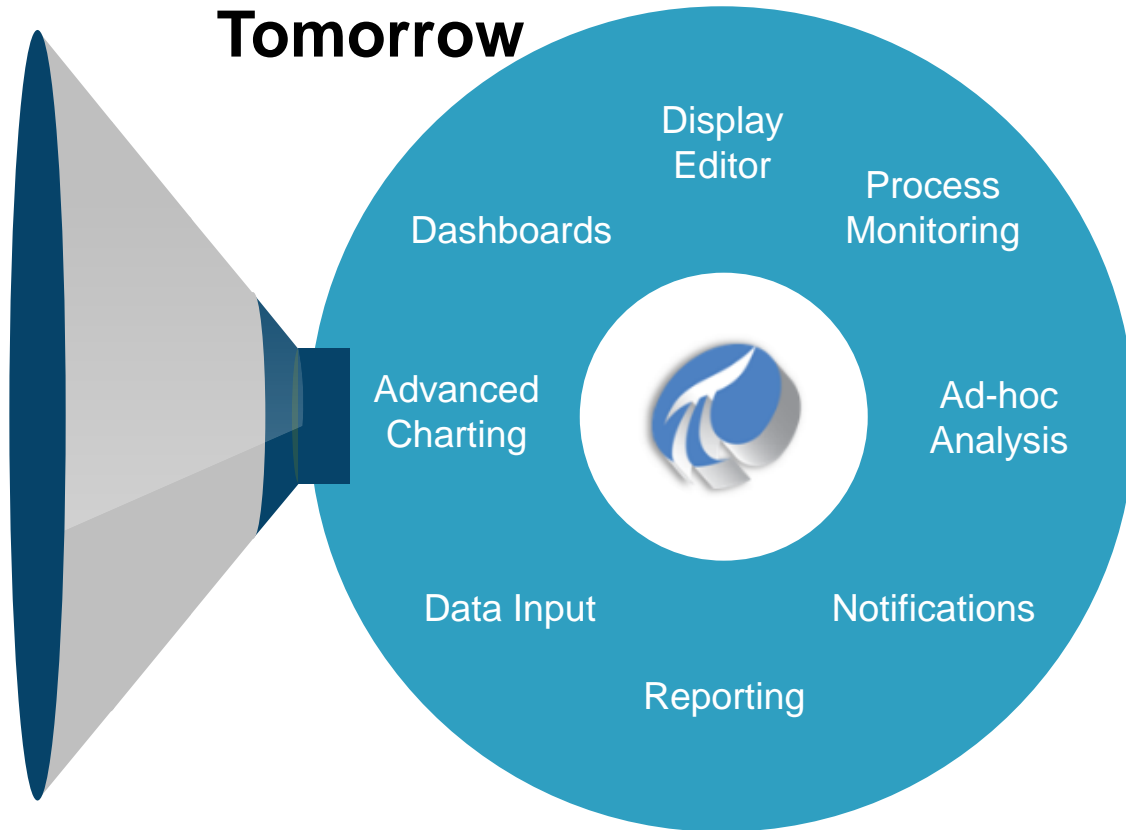 Tomorrow
Display
Editor
Process
Monitoring
Dashboards
Advanced
Charting
Ad-hoc
Analysis
Data Input
Notifications
Reporting